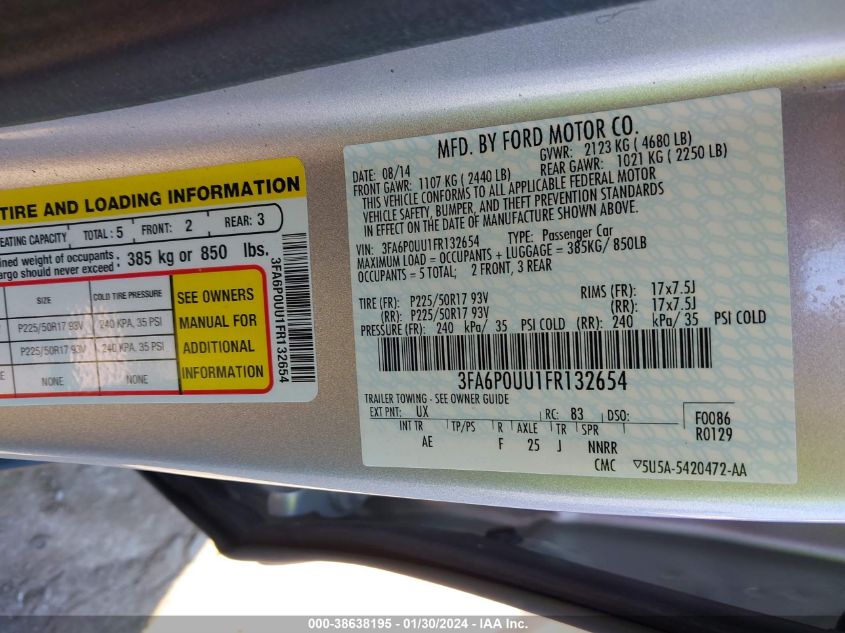 TIRE AND LOADING INFORMATION
EATING CAPACITY TOTAL: 5 FRONT: 2 REAR: 3
ined weight of occupants
argo should never exceed : 385 kg or 850 lbs.
SIZE COLD TIRE PRESSURE
P225/50R17 93V 240 KPA, 35 PSI
P225/50R17 93V 240 KPA, 35 PSI
RE NONE NONE
SEE OWNERS
MANUAL FOR
ADDITIONAL
INFORMATION
3FA6P0UU1FR132654
MFD. BY FORD MOTOR CO.
DATE: 08/14 GVWR: 2123 KG ( 4680 LB)
FRONT GAWR: 1107 KG ( 2440 LB) REAR GAWR: 1021 KG ( 2250 LB)
THIS VEHICLE CONFORMS TO ALL APPLICABLE FEDERAL MOTOR
VEHICLE SAFETY, BUMPER, AND THEFT PREVENTION STANDARDS
IN EFFECT ON THE DATE OF MANUFACTURE SHOWN ABOVE.
VIN: 3FA6P0UU1FR132654 TYPE: Passenger Car
MAXIMUM LOAD = OCCUPANTS + LUGGAGE = 385KG/ 850LB
OCCUPANTS = 5 TOTAL; 2 FRONT, 3 REAR
TIRE (FR): P225/50R17 93V RIMS (FR): 17x7.5J
(RR): P225/50R17 93V (RR): 17x7.5J
PRESSURE (FR): 240 kPa/ 35 PSI COLD (RR): 240 kPa/ 35 PSI COLD
3FA6P0UU1FR132654
TRAILER TOWING - SEE OWNER GUIDE
EXT PNT: UX RC: 83 DSO: F0086
INT TR TP/PS R AXLE TR SPR R0129
AE F 25 J NNRR
CMC ▽5U5A-5420472-AA
000-38638195 - 01/30/2024 - IAA Inc.